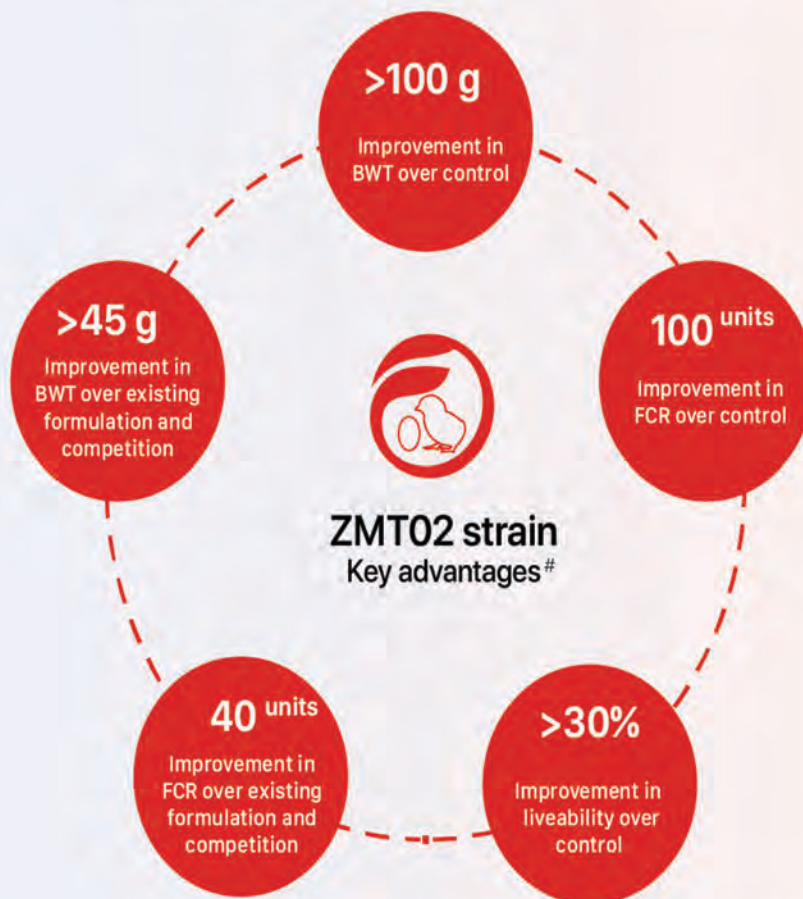 >100 g
Improvement in
BWT over control
100 units
Improvement in
FCR over control
>30%
Improvement in
liveability over
control
40 units
Improvement in
FCR over existing
formulation and
competition
>45 g
Improvement in
BWT over existing
formulation and
competition
ZMT02 strain
Key advantages#